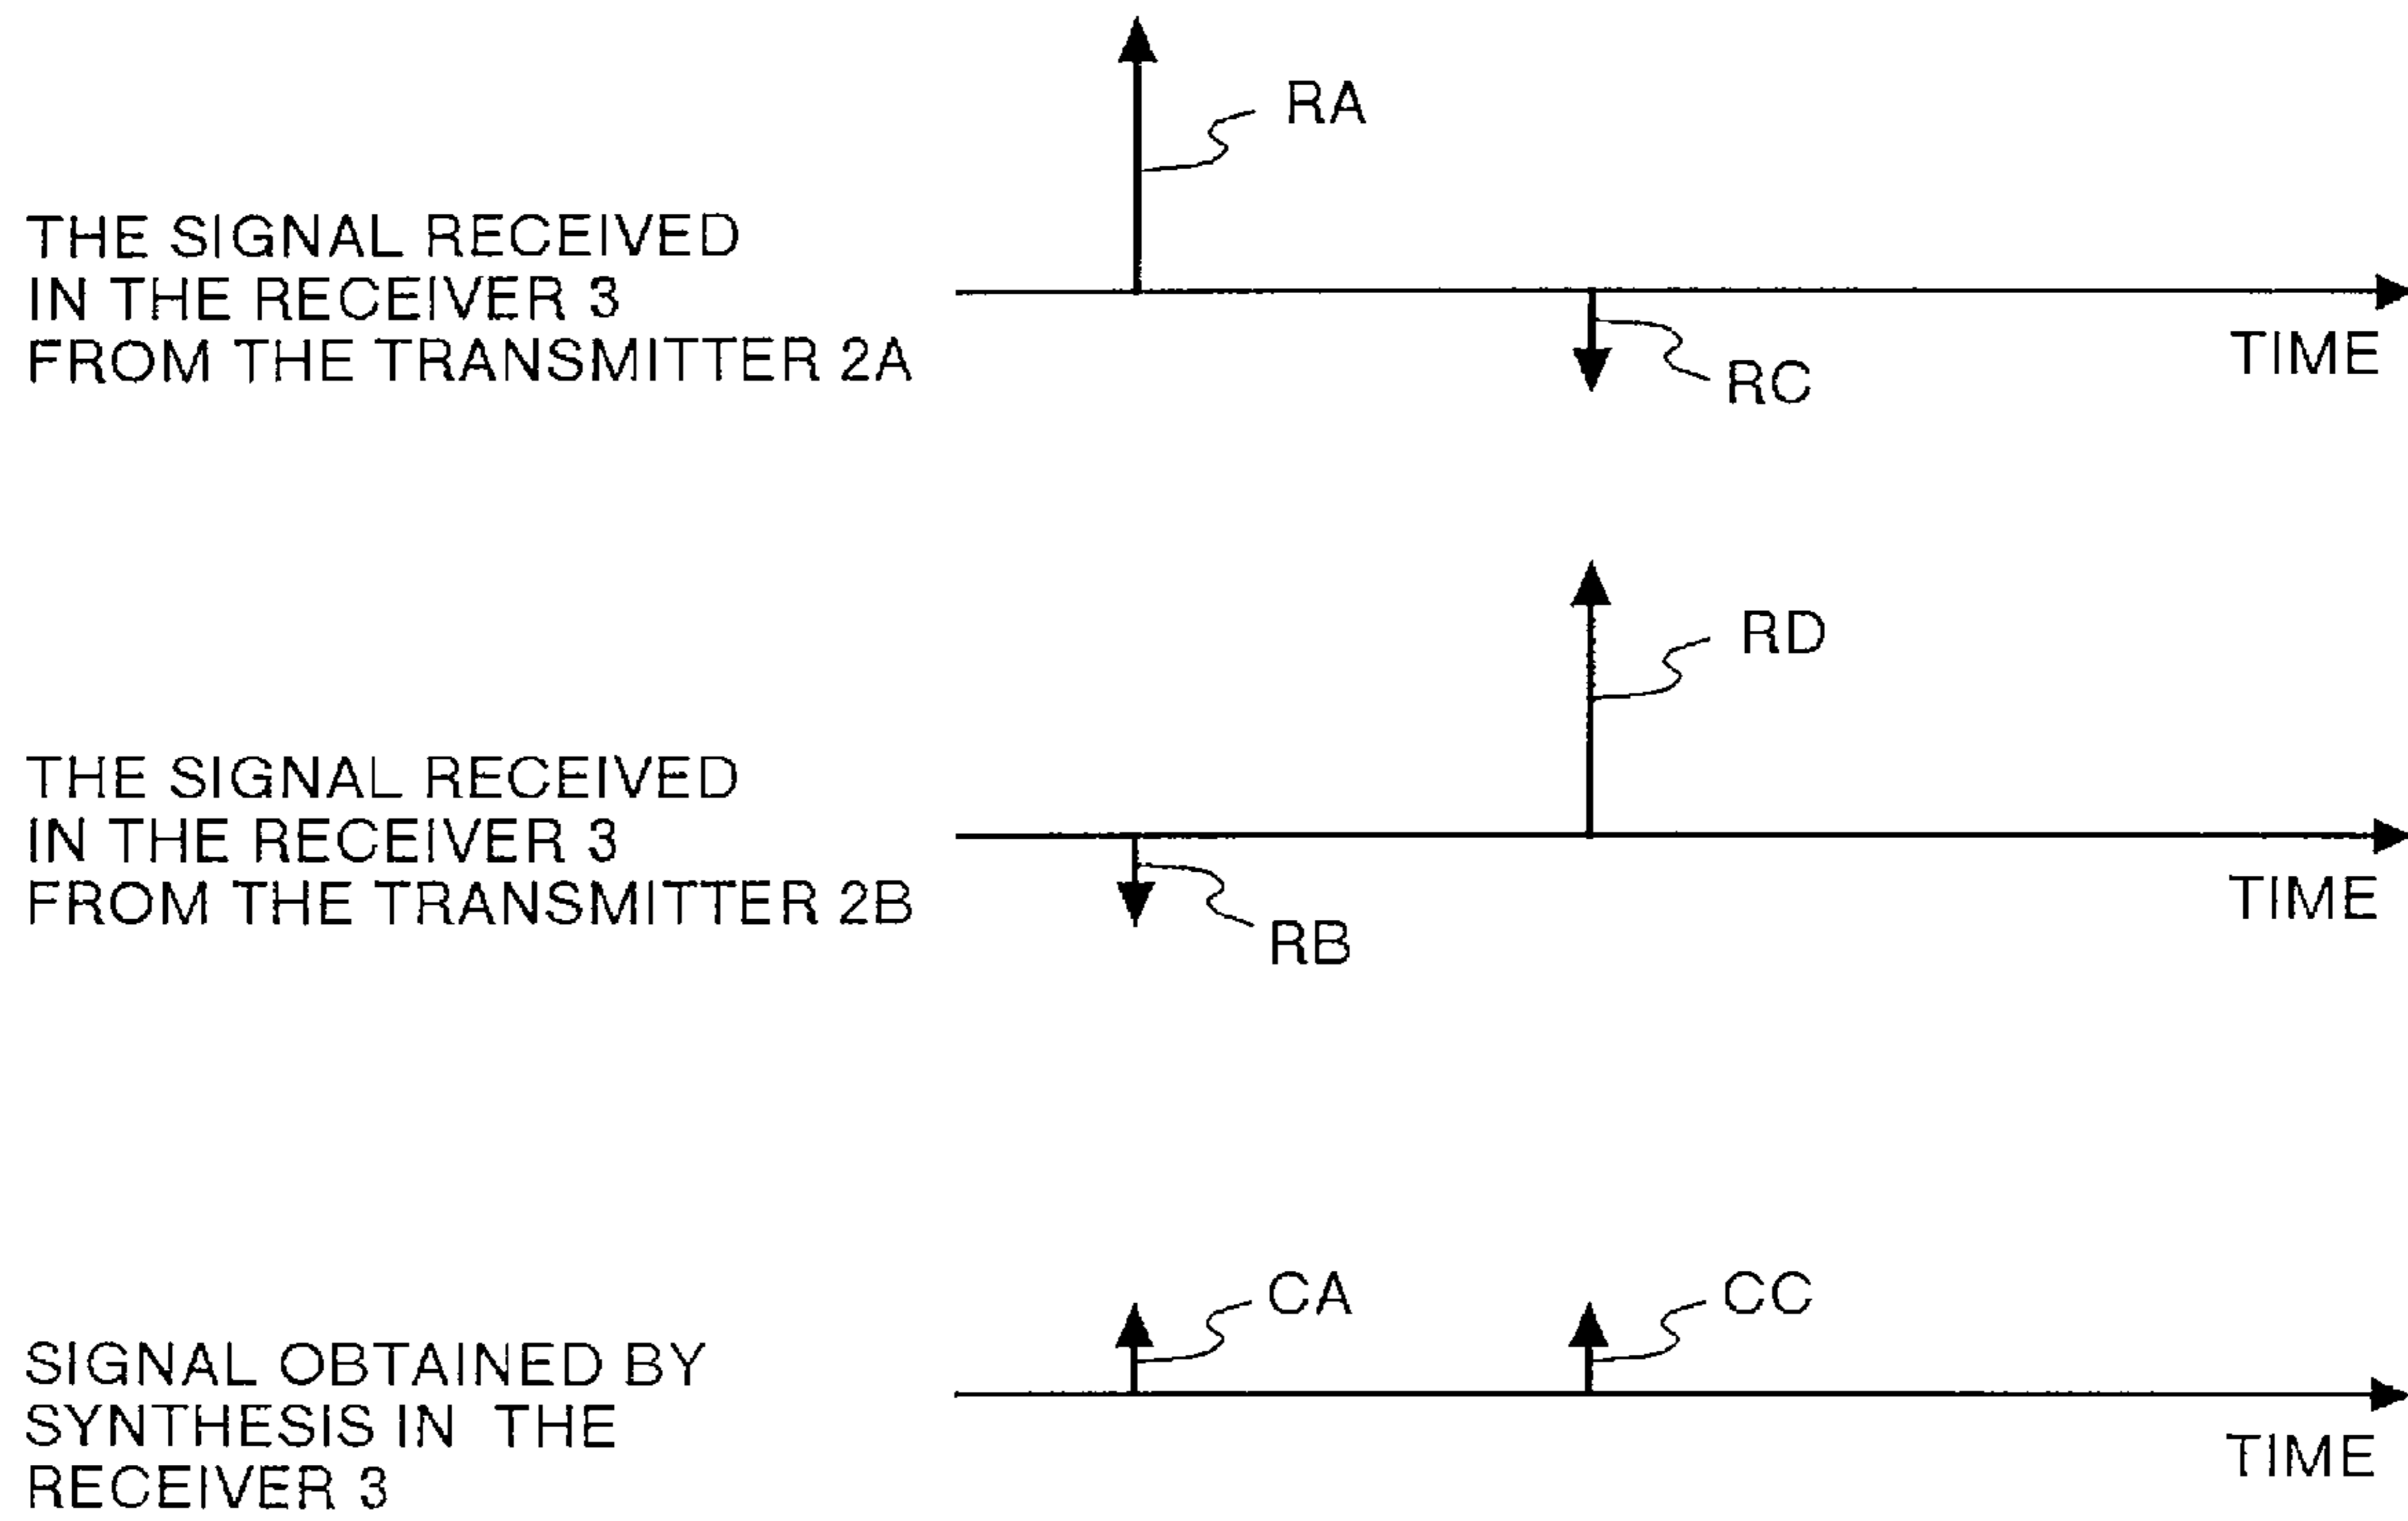 RA
THE SIGNAL RECEIVED
IN THE RECEIVER 3
FROM THE TRANSMITTER 2A
TIME
RC
RD
THE SIGNAL RECEIVED
IN THE RECEIVER 3
FROM THE TRANSMITTER 2B
TIME
RB
CA
CC
SIGNAL OBTAINED BY
SYNTHESIS IN THE
RECEIVER 3
TIME